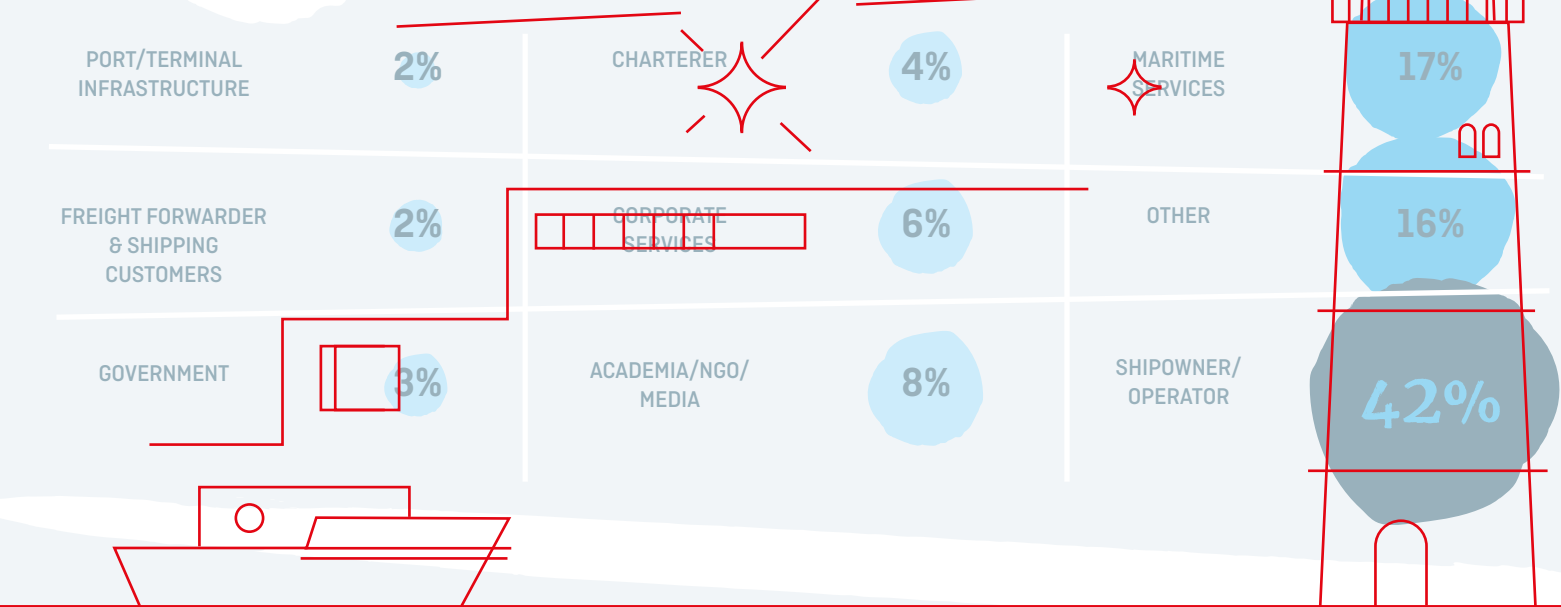 PORT/TERMINAL
INFRASTRUCTURE
2%
CHARTERER
4%
MARITIME
SERVICES
17%
FREIGHT FORWARDER
& SHIPPING
CUSTOMERS
2%
CORPORATE
SERVICES
6%
OTHER
16%
GOVERNMENT
3%
ACADEMIA/NGO/
MEDIA
8%
SHIPOWNER/
OPERATOR
42%